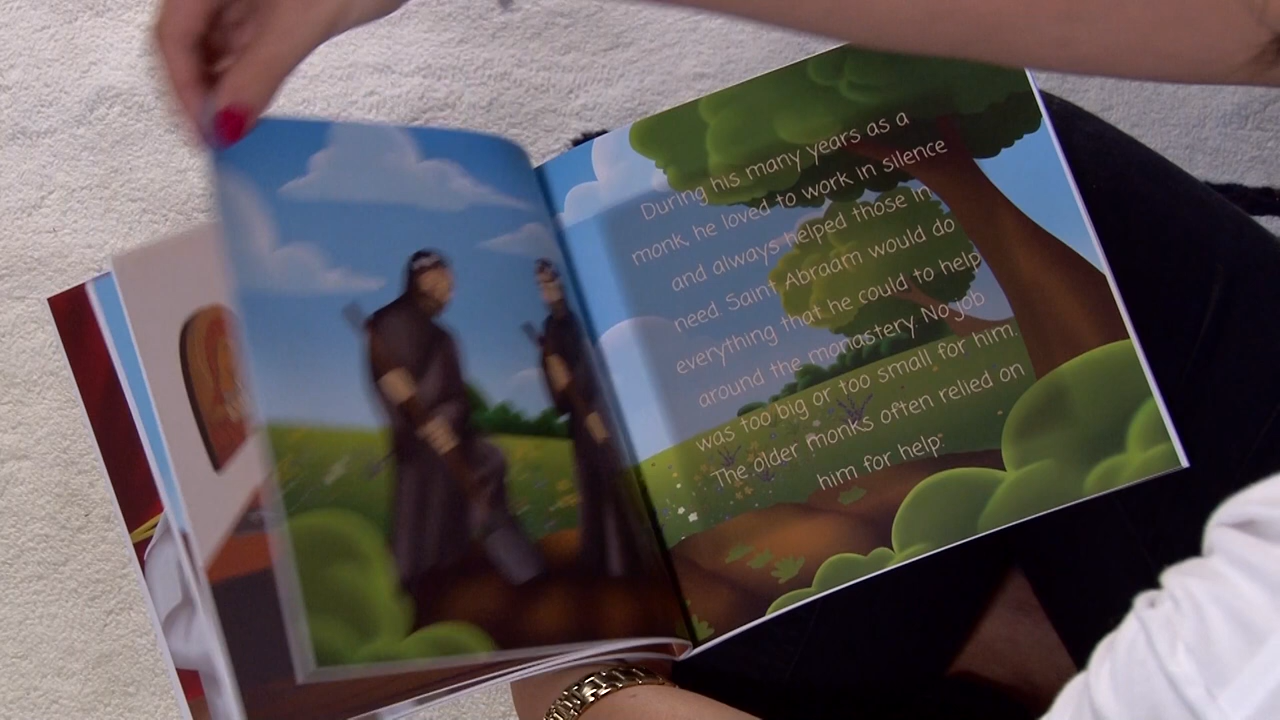 During his many years as a
monk, he loved to work in silence
and always helped those in
need. Saint Abraam would do
everything that he could to help
around the monastery. No job
was too big or too small for him.
The older monks often relied on
him for help.